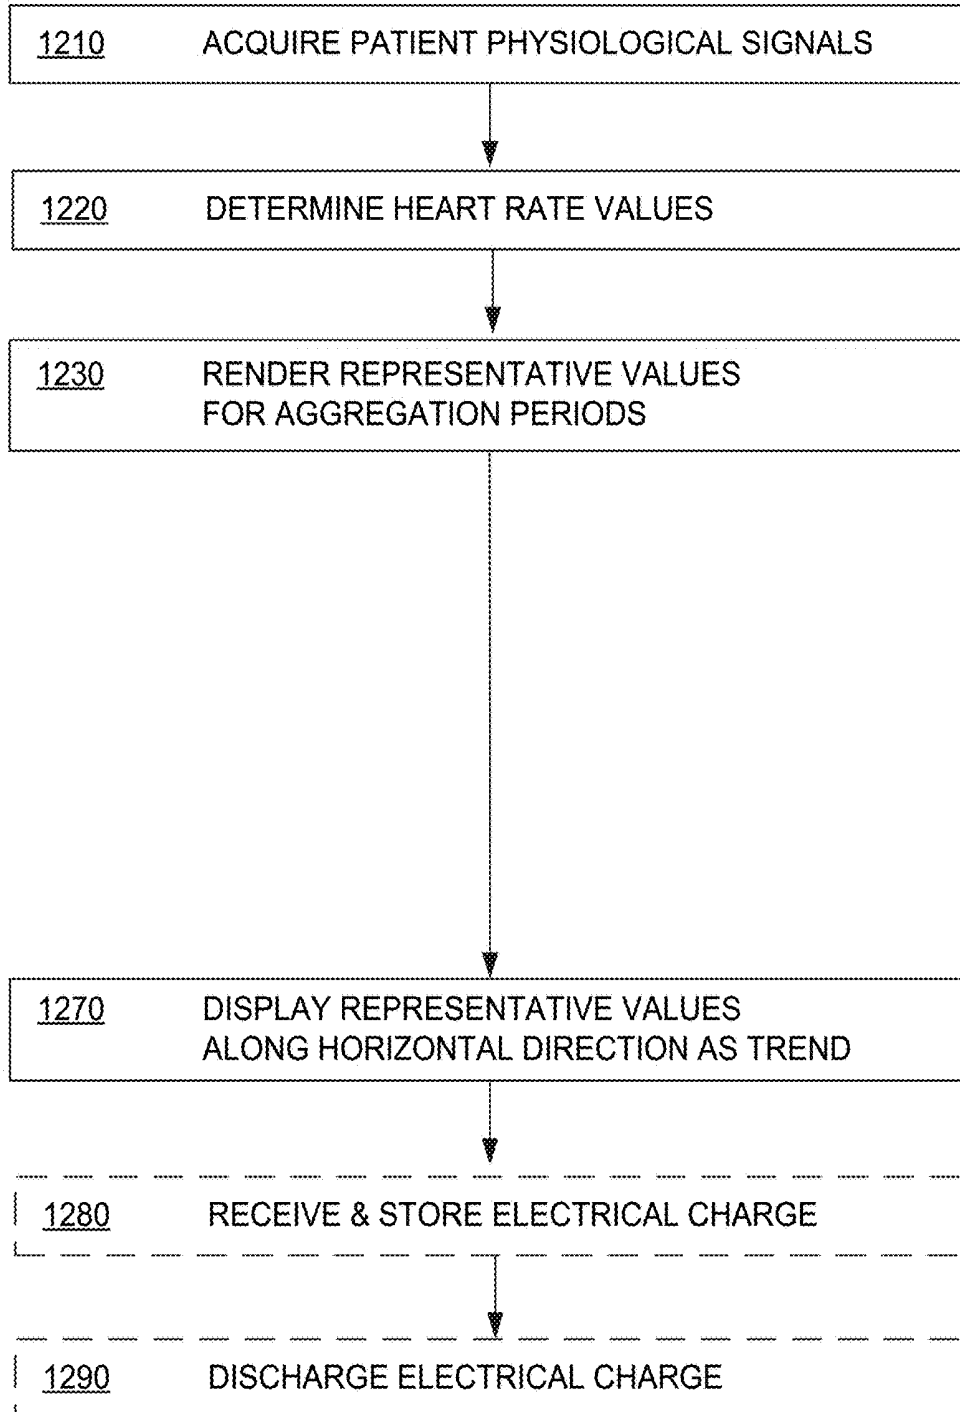 1210 ACQUIRE PATIENT PHYSIOLOGICAL SIGNALS
1220 DETERMINE HEART RATE VALUES
1230 RENDER REPRESENTATIVE VALUES
FOR AGGREGATION PERIODS
1270 DISPLAY REPRESENTATIVE VALUES
ALONG HORIZONTAL DIRECTION AS TREND
1280 RECEIVE & STORE ELECTRICAL CHARGE
1290 DISCHARGE ELECTRICAL CHARGE